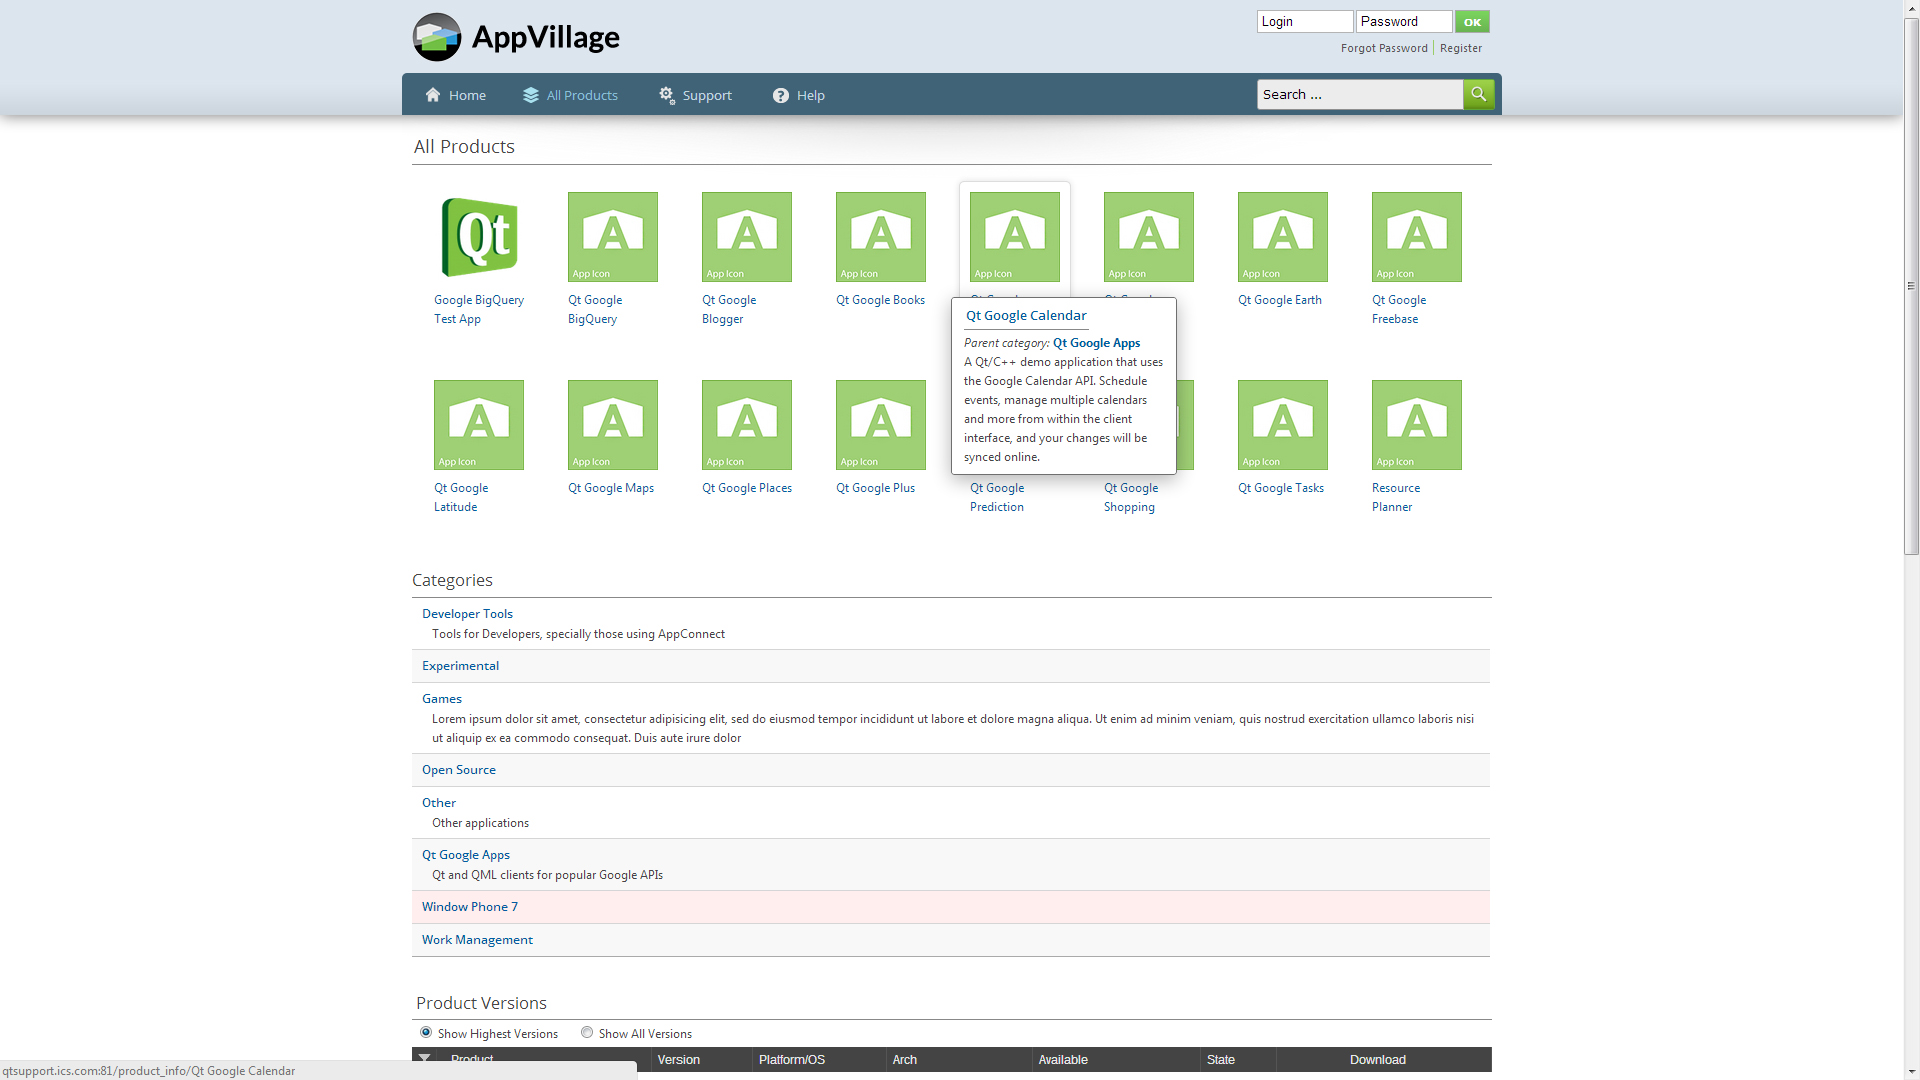 AppVillage
Login
Password
OK
Forgot Password
Register
Home
All Products
Support
Help
Search ...
All Products
Qt
A
App Icon
A
App Icon
A
App Icon
A
App Icon
A
App Icon
A
App Icon
A
App Icon
Google BigQuery
Test App
Qt Google
BigQuery
Qt Google
Blogger
Qt Google Books
Qt Google Earth
Qt Google
Freebase
Qt Google Calendar
Parent category: Qt Google Apps
A Qt/C++ demo application that uses
the Google Calendar API. Schedule
events, manage multiple calendars
and more from within the client
interface, and your changes will be
synced online.
A
App Icon
A
App Icon
A
App Icon
A
App Icon
A
App Icon
A
App Icon
Qt Google
Latitude
Qt Google Maps
Qt Google Places
Qt Google Plus
Qt Google
Prediction
Qt Google
Shopping
Qt Google Tasks
Resource
Planner
Categories
Developer Tools
Tools for Developers, specially those using AppConnect
Experimental
Games
Lorem ipsum dolor sit amet, consectetur adipisicing elit, sed do eiusmod tempor incididunt ut labore et dolore magna aliqua. Ut enim ad minim veniam, quis nostrud exercitation ullamco laboris nisi
ut aliquip ex ea commodo consequat. Duis aute irure dolor
Open Source
Other
Other applications
Qt Google Apps
Qt and QML clients for popular Google APIs
Window Phone 7
Work Management
Product Versions
Show Highest Versions
Show All Versions
Product
Version
Platform/OS
Arch
Available
State
Download
qtsupport.ics.com:81/product_info/Qt Google Calendar